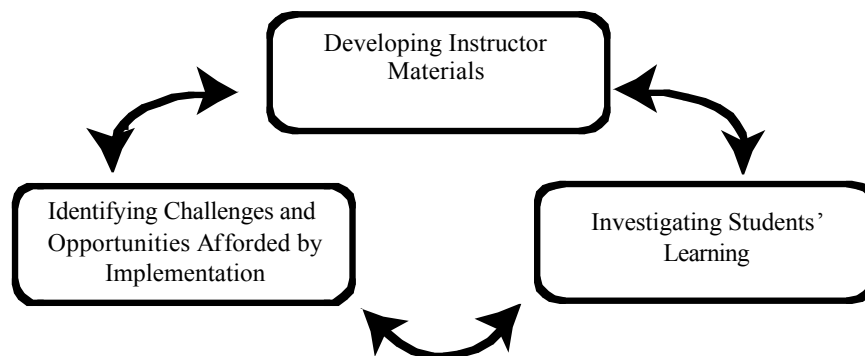 Developing Instructor
Materials
Identifying Challenges and
Opportunities Afforded by
Implementation
Investigating Students’
Learning